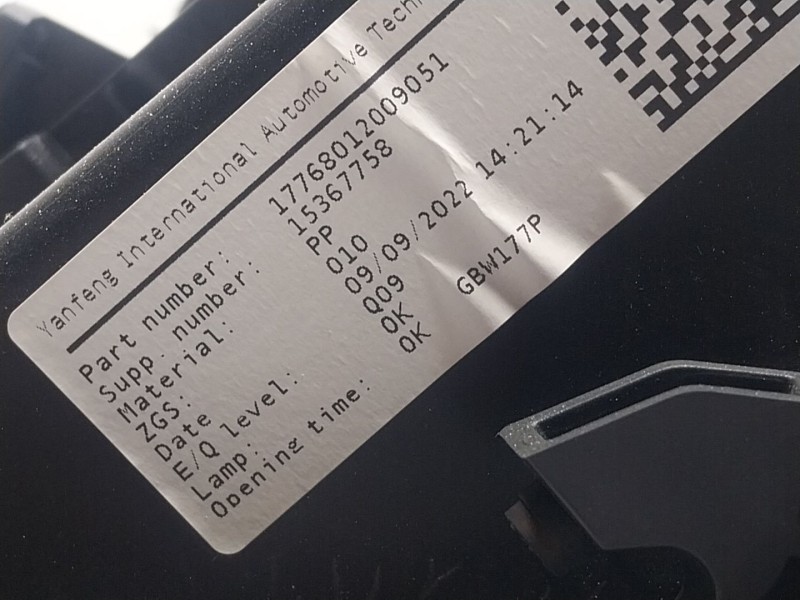 Yanfeng International Automotive Techn
Part number: 17768012009051
Supp. number: 15367758
Material: PP
ZGS: 010
Date 09/09/2022 14:21:14
E/Q level: Q09
Lamp: OK GBW177P
Opening time: OK